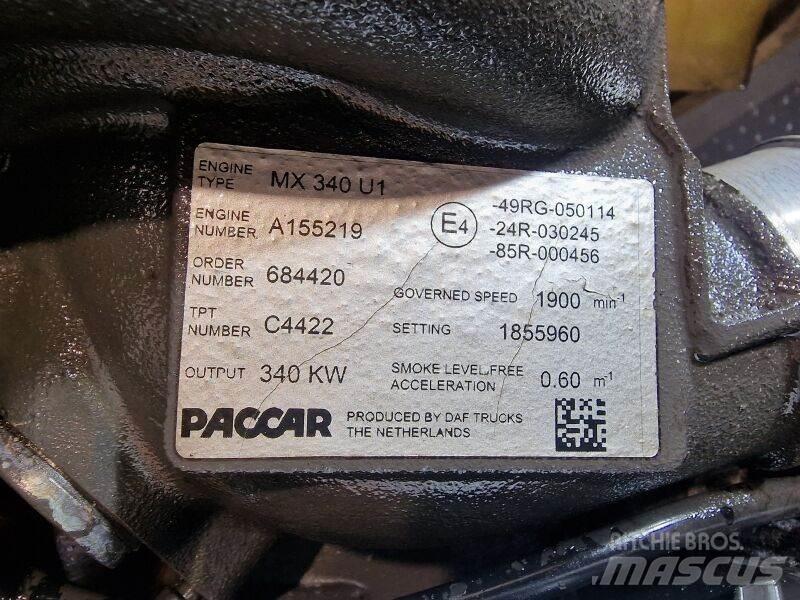 ENGINE TYPE MX 340 U1
ENGINE NUMBER A155219
E4
-49RG-050114
-24R-030245
-85R-000456
ORDER NUMBER 684420
GOVERNED SPEED 1900 min-1
TPT NUMBER C4422
SETTING 1855960
OUTPUT 340 KW
SMOKE LEVEL,FREE ACCELERATION 0.60 m-1
PACCAR
PRODUCED BY DAF TRUCKS
THE NETHERLANDS
RITCHIE BROS.
MASCUS